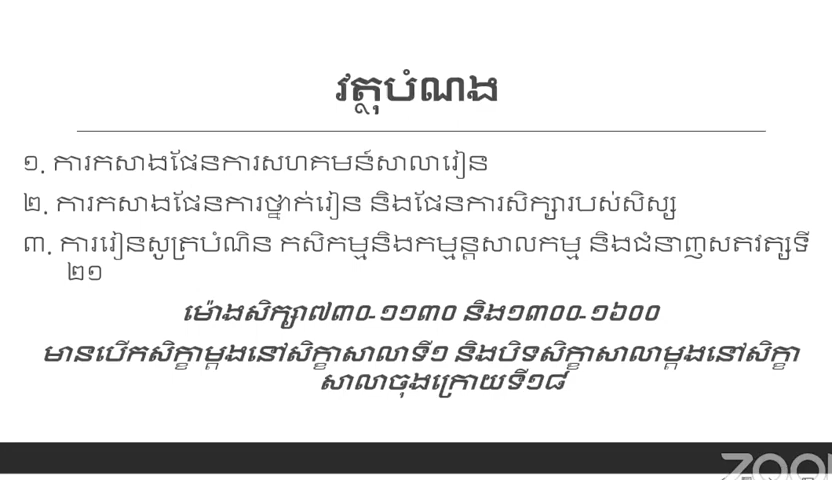 វត្ថុបំណង
១. ការកសាងផែនការសហគមន៍សាលារៀន
២. ការកសាងផែនការថ្នាក់រៀន និងផែនការសិក្សារបស់សិស្ស
៣. ការរៀនសូត្របំណិន កសិកម្មនិងកម្មន្តសាលកម្ម និងជំនាញសតវត្សទី
២១
ម៉ោងសិក្សា៧៣០-១១៣០ និង១៣០០-១៦០០
មានបើកសិក្ខាម្តងនៅសិក្ខាសាលាទី១ និងបិទសិក្ខាសាលាម្តងនៅសិក្ខា
សាលាចុងក្រោយទី១៨
ZOOM